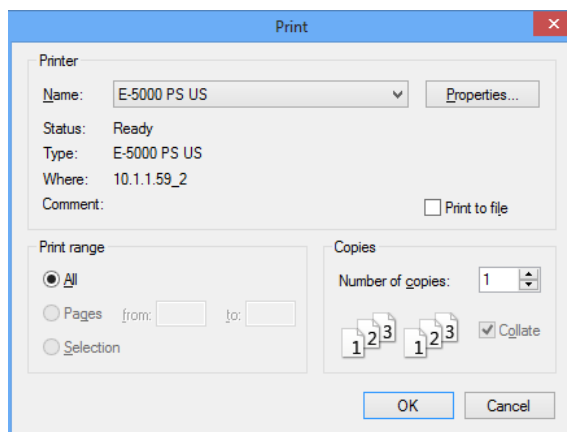 Print
Printer
Name: E-5000 PS US Properties...
Status: Ready
Type: E-5000 PS US
Where: 10.1.1.59_2
Comment:
Print to file
Print range
All
Pages from: to:
Selection
Copies
Number of copies: 1
1 2 3 1 2 3 Collate
OK Cancel